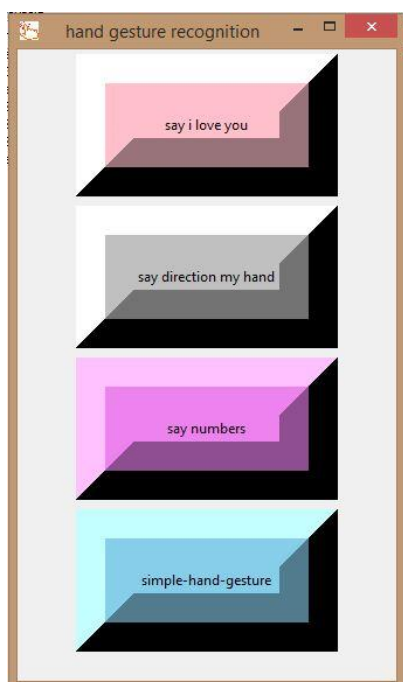 hand gesture recognition
say i love you
say direction my hand
say numbers
simple-hand-gesture